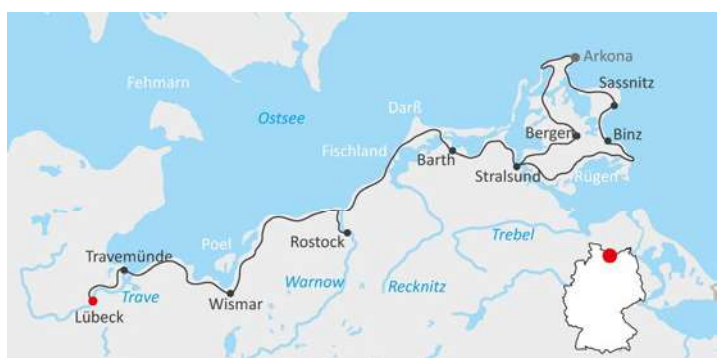 Arkona
Fehmarn
Sassnitz
Darß
Ostsee
Bergen
Binz
Fischland
Barth
Stralsund
Rügen
Trebel
Poel
Rostock
Travemünde
Warnow
Recknitz
Trave
Wismar
Lübeck